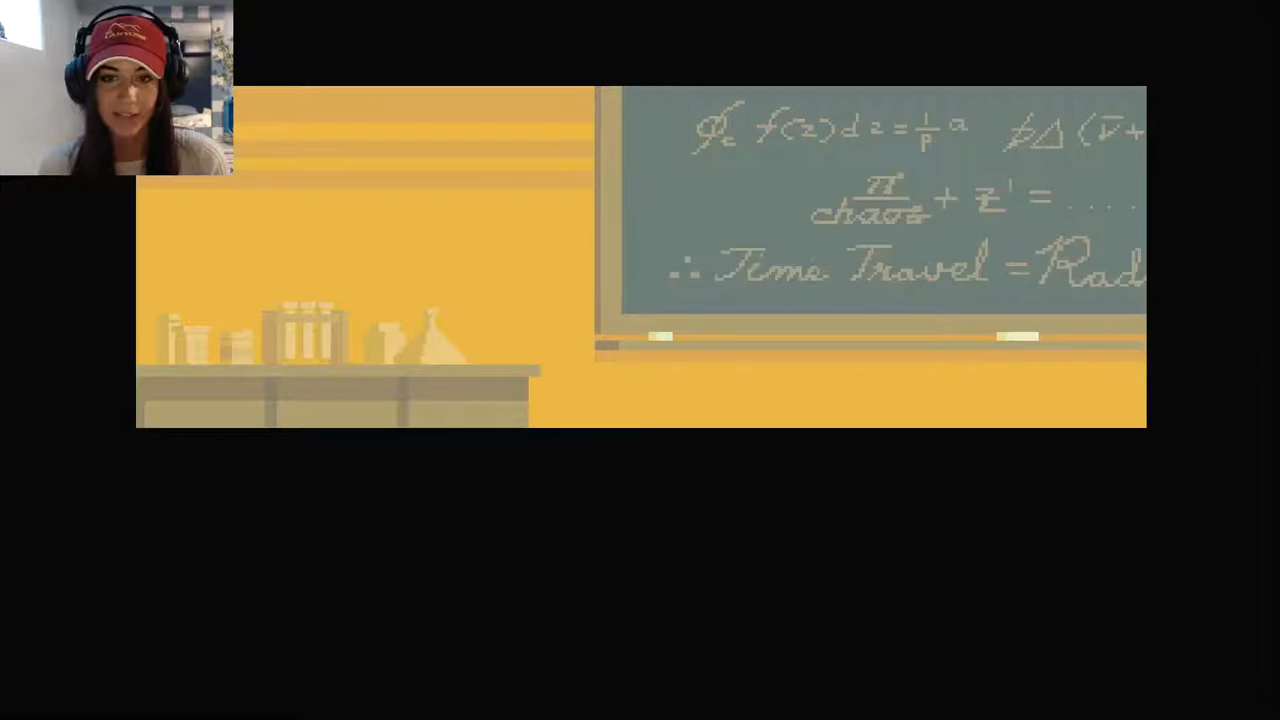 ∮c f(z)dz=1/p a ∌Δ(v̄+
π/chaos + z' = .....
∴ Time Travel = Rad